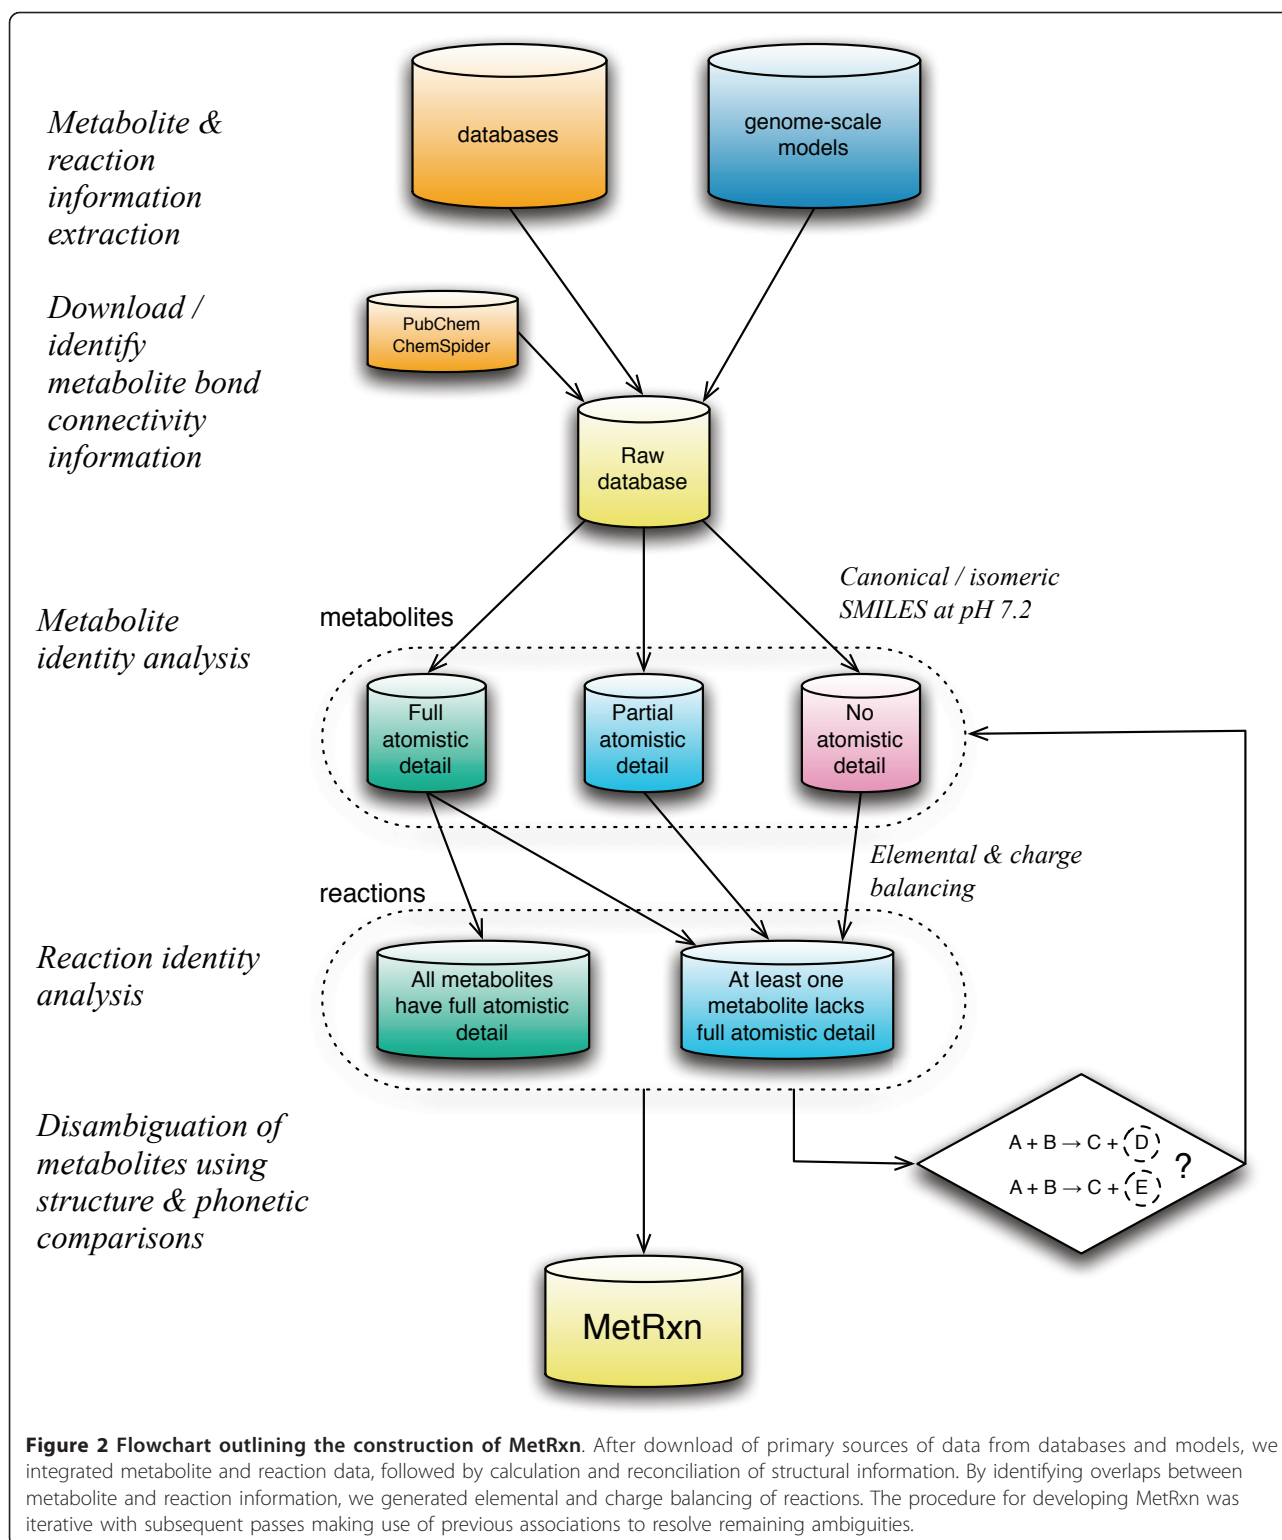 Metabolite &
reaction
information
extraction
databases
genome-scale
models
Download /
identify
metabolite bond
connectivity
information
PubChem
ChemSpider
Raw
database
Canonical / isomeric
SMILES at pH 7.2
Metabolite
identity analysis
metabolites
Full
atomistic
detail
Partial
atomistic
detail
No
atomistic
detail
Elemental & charge
balancing
reactions
Reaction identity
analysis
All metabolites
have full atomistic
detail
At least one
metabolite lacks
full atomistic detail
Disambiguation of
metabolites using
structure & phonetic
comparisons
A + B → C + D
A + B → C + E
?
MetRxn
Figure 2 Flowchart outlining the construction of MetRxn. After download of primary sources of data from databases and models, we
integrated metabolite and reaction data, followed by calculation and reconciliation of structural information. By identifying overlaps between
metabolite and reaction information, we generated elemental and charge balancing of reactions. The procedure for developing MetRxn was
iterative with subsequent passes making use of previous associations to resolve remaining ambiguities.